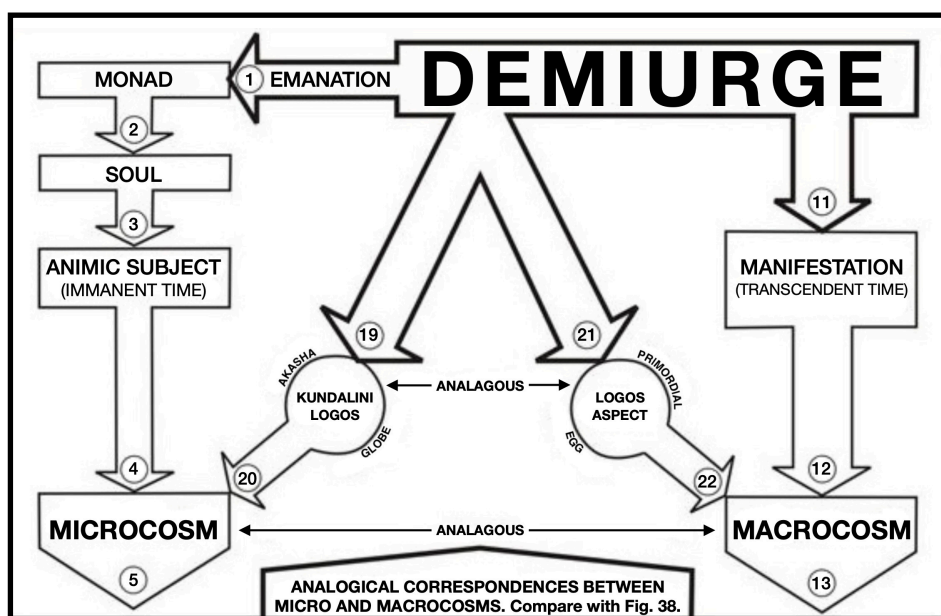 DEMIURGE
1 EMANATION
MONAD
2
SOUL
3
ANIMIC SUBJECT
(IMMANENT TIME)
4
MICROCOSM
5
11
MANIFESTATION
(TRANSCENDENT TIME)
12
MACROCOSM
13
19
21
AKASHA
KUNDALINI
LOGOS
GLOBE
20
ANALAGOUS
PRIMORDIAL
LOGOS
ASPECT
EGG
22
ANALAGOUS
ANALOGICAL CORRESPONDENCES BETWEEN
MICRO AND MACROCOSMS. Compare with Fig. 38.